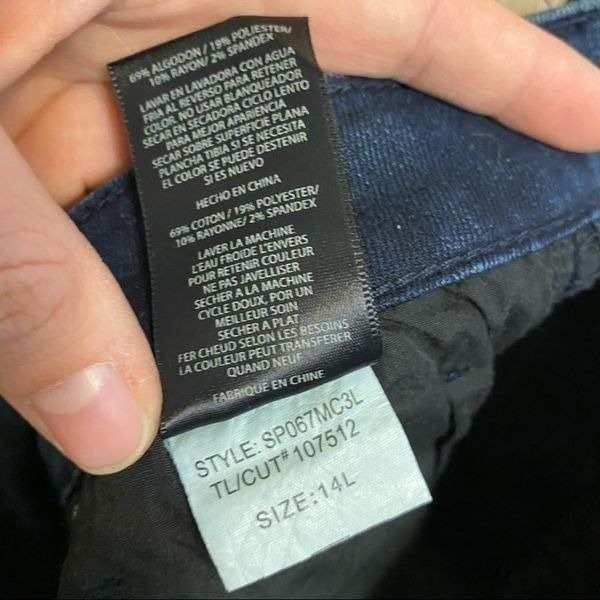 69% ALGODON / 19% POLIESTER/
10% RAYON/ 2% SPANDEX
LAVAR EN LAVADORA CON AGUA
FRIA AL REVERSO PARA RETENER
COLOR. NO USAR BLANQUEADOR
SECAR EN SECADORA CICLO LENTO
PARA MEJOR APARIENCIA
SECAR SOBRE SUPERFICIE PLANA
PLANCHA TIBIA SI SE NECESITA
EL COLOR SE PUEDE DESTENIR
SI ES NUEVO
HECHO EN CHINA
69% COTON / 19% POLYESTER/
10% RAYONNE/ 2% SPANDEX
LAVER LA MACHINE
L'EAU FROIDE L'ENVERS
POUR RETENIR COULEUR
NE PAS JAVELLISER
SECHER A LA MACHINE
CYCLE DOUX, POUR UN
MEILLEUR SOIN
SECHER A PLAT
FER CHEUD SELON LES BESOINS
LA COULEUR PEUT TRANSFERER
QUAND NEUF
FABRIQUE EN CHINE
STYLE: SP067MC3L
TL/CUT# 107512
SIZE:14L